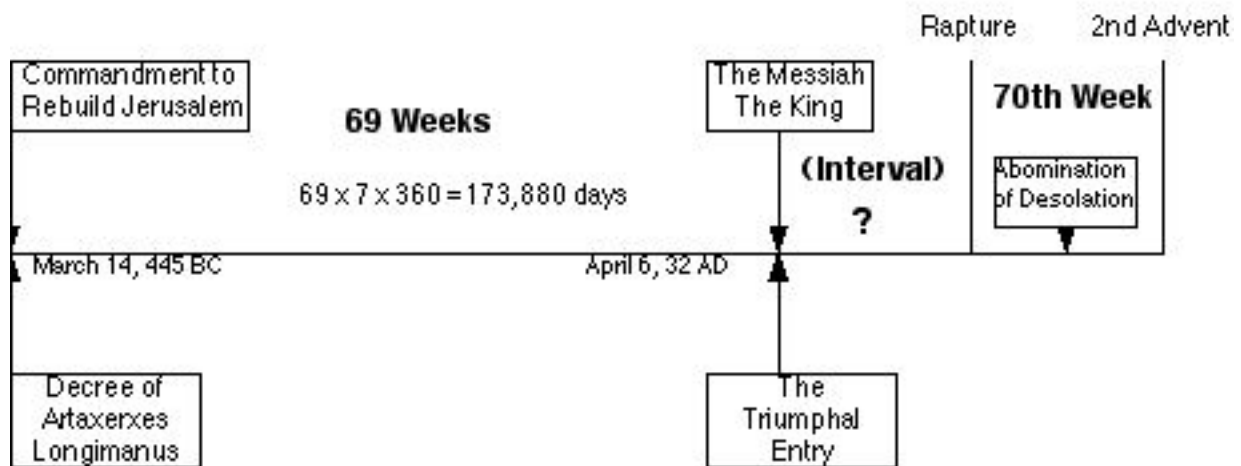 Rapture
2nd Advent
Commandment to
Rebuild Jerusalem
69 Weeks
69 x 7 x 360 = 173,880 days
The Messiah
The King
(Interval)
?
70th Week
Abomination
of Desolation
March 14, 445 BC
April 6, 32 AD
Decree of
Artaxerxes
Longimanus
The
Triumphal
Entry